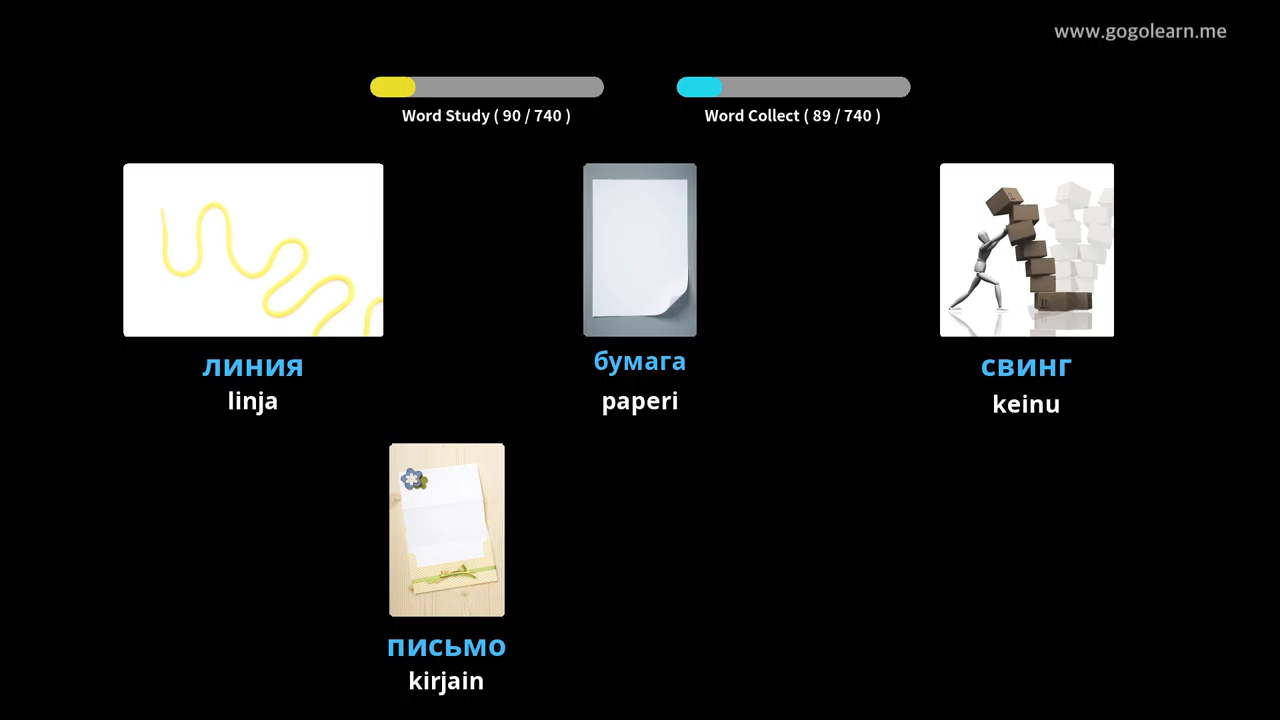 www.gogolearn.me
Word Study ( 90 / 740 )
Word Collect ( 89 / 740 )
линия
linja
бумага
paperi
свинг
keinu
письмо
kirjain